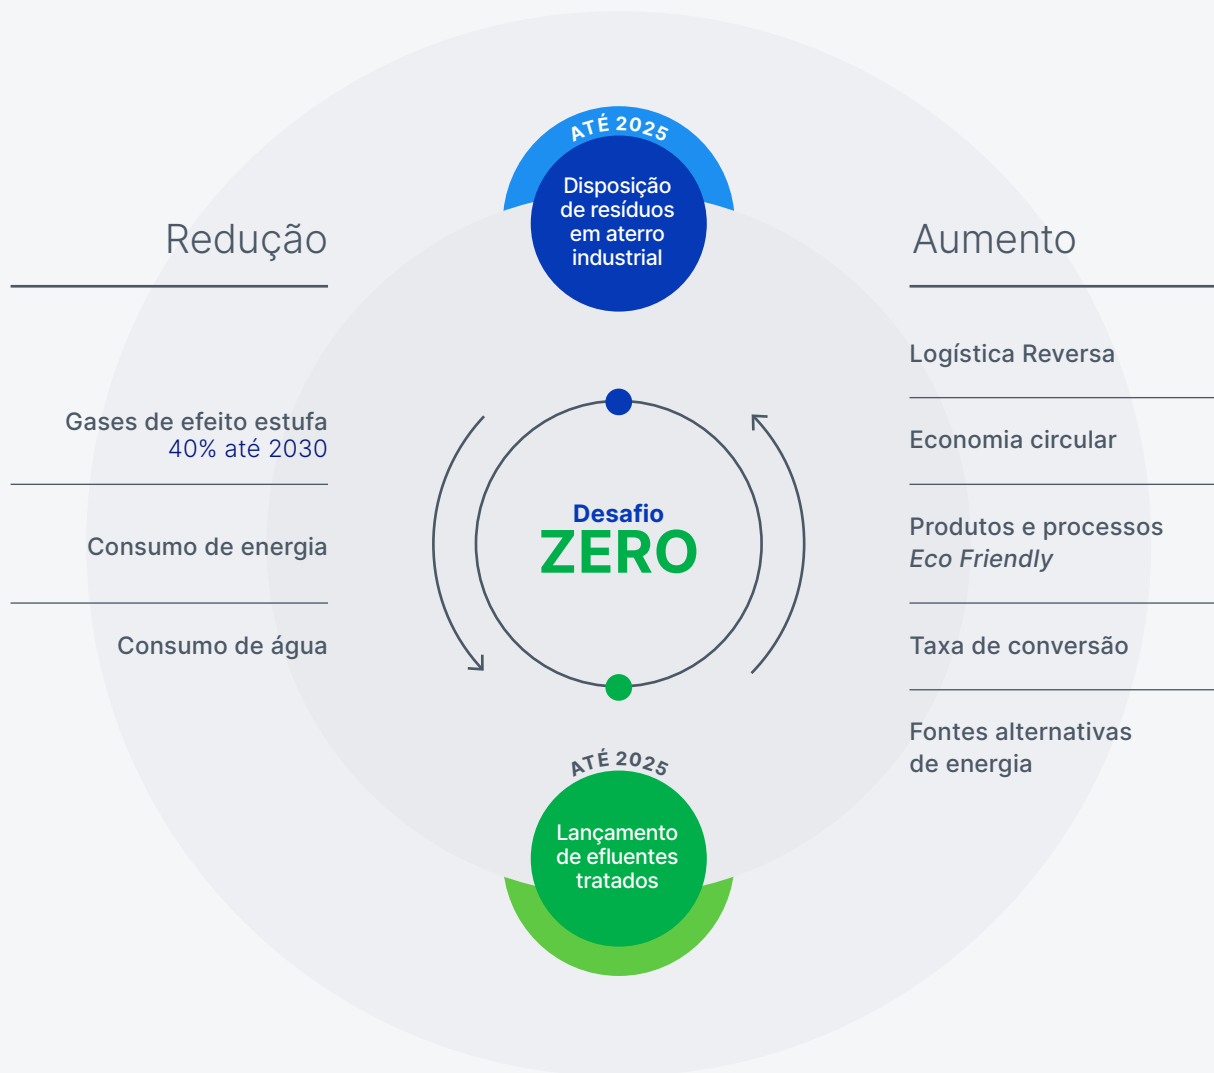 ATÉ 2025
Disposição
de resíduos
em aterro
industrial
Redução
Gases de efeito estufa
40% até 2030
Consumo de energia
Consumo de água
Desafio
ZERO
Aumento
Logística Reversa
Economia circular
Produtos e processos
Eco Friendly
Taxa de conversão
Fontes alternativas
de energia
ATÉ 2025
Lançamento
de efluentes
tratados